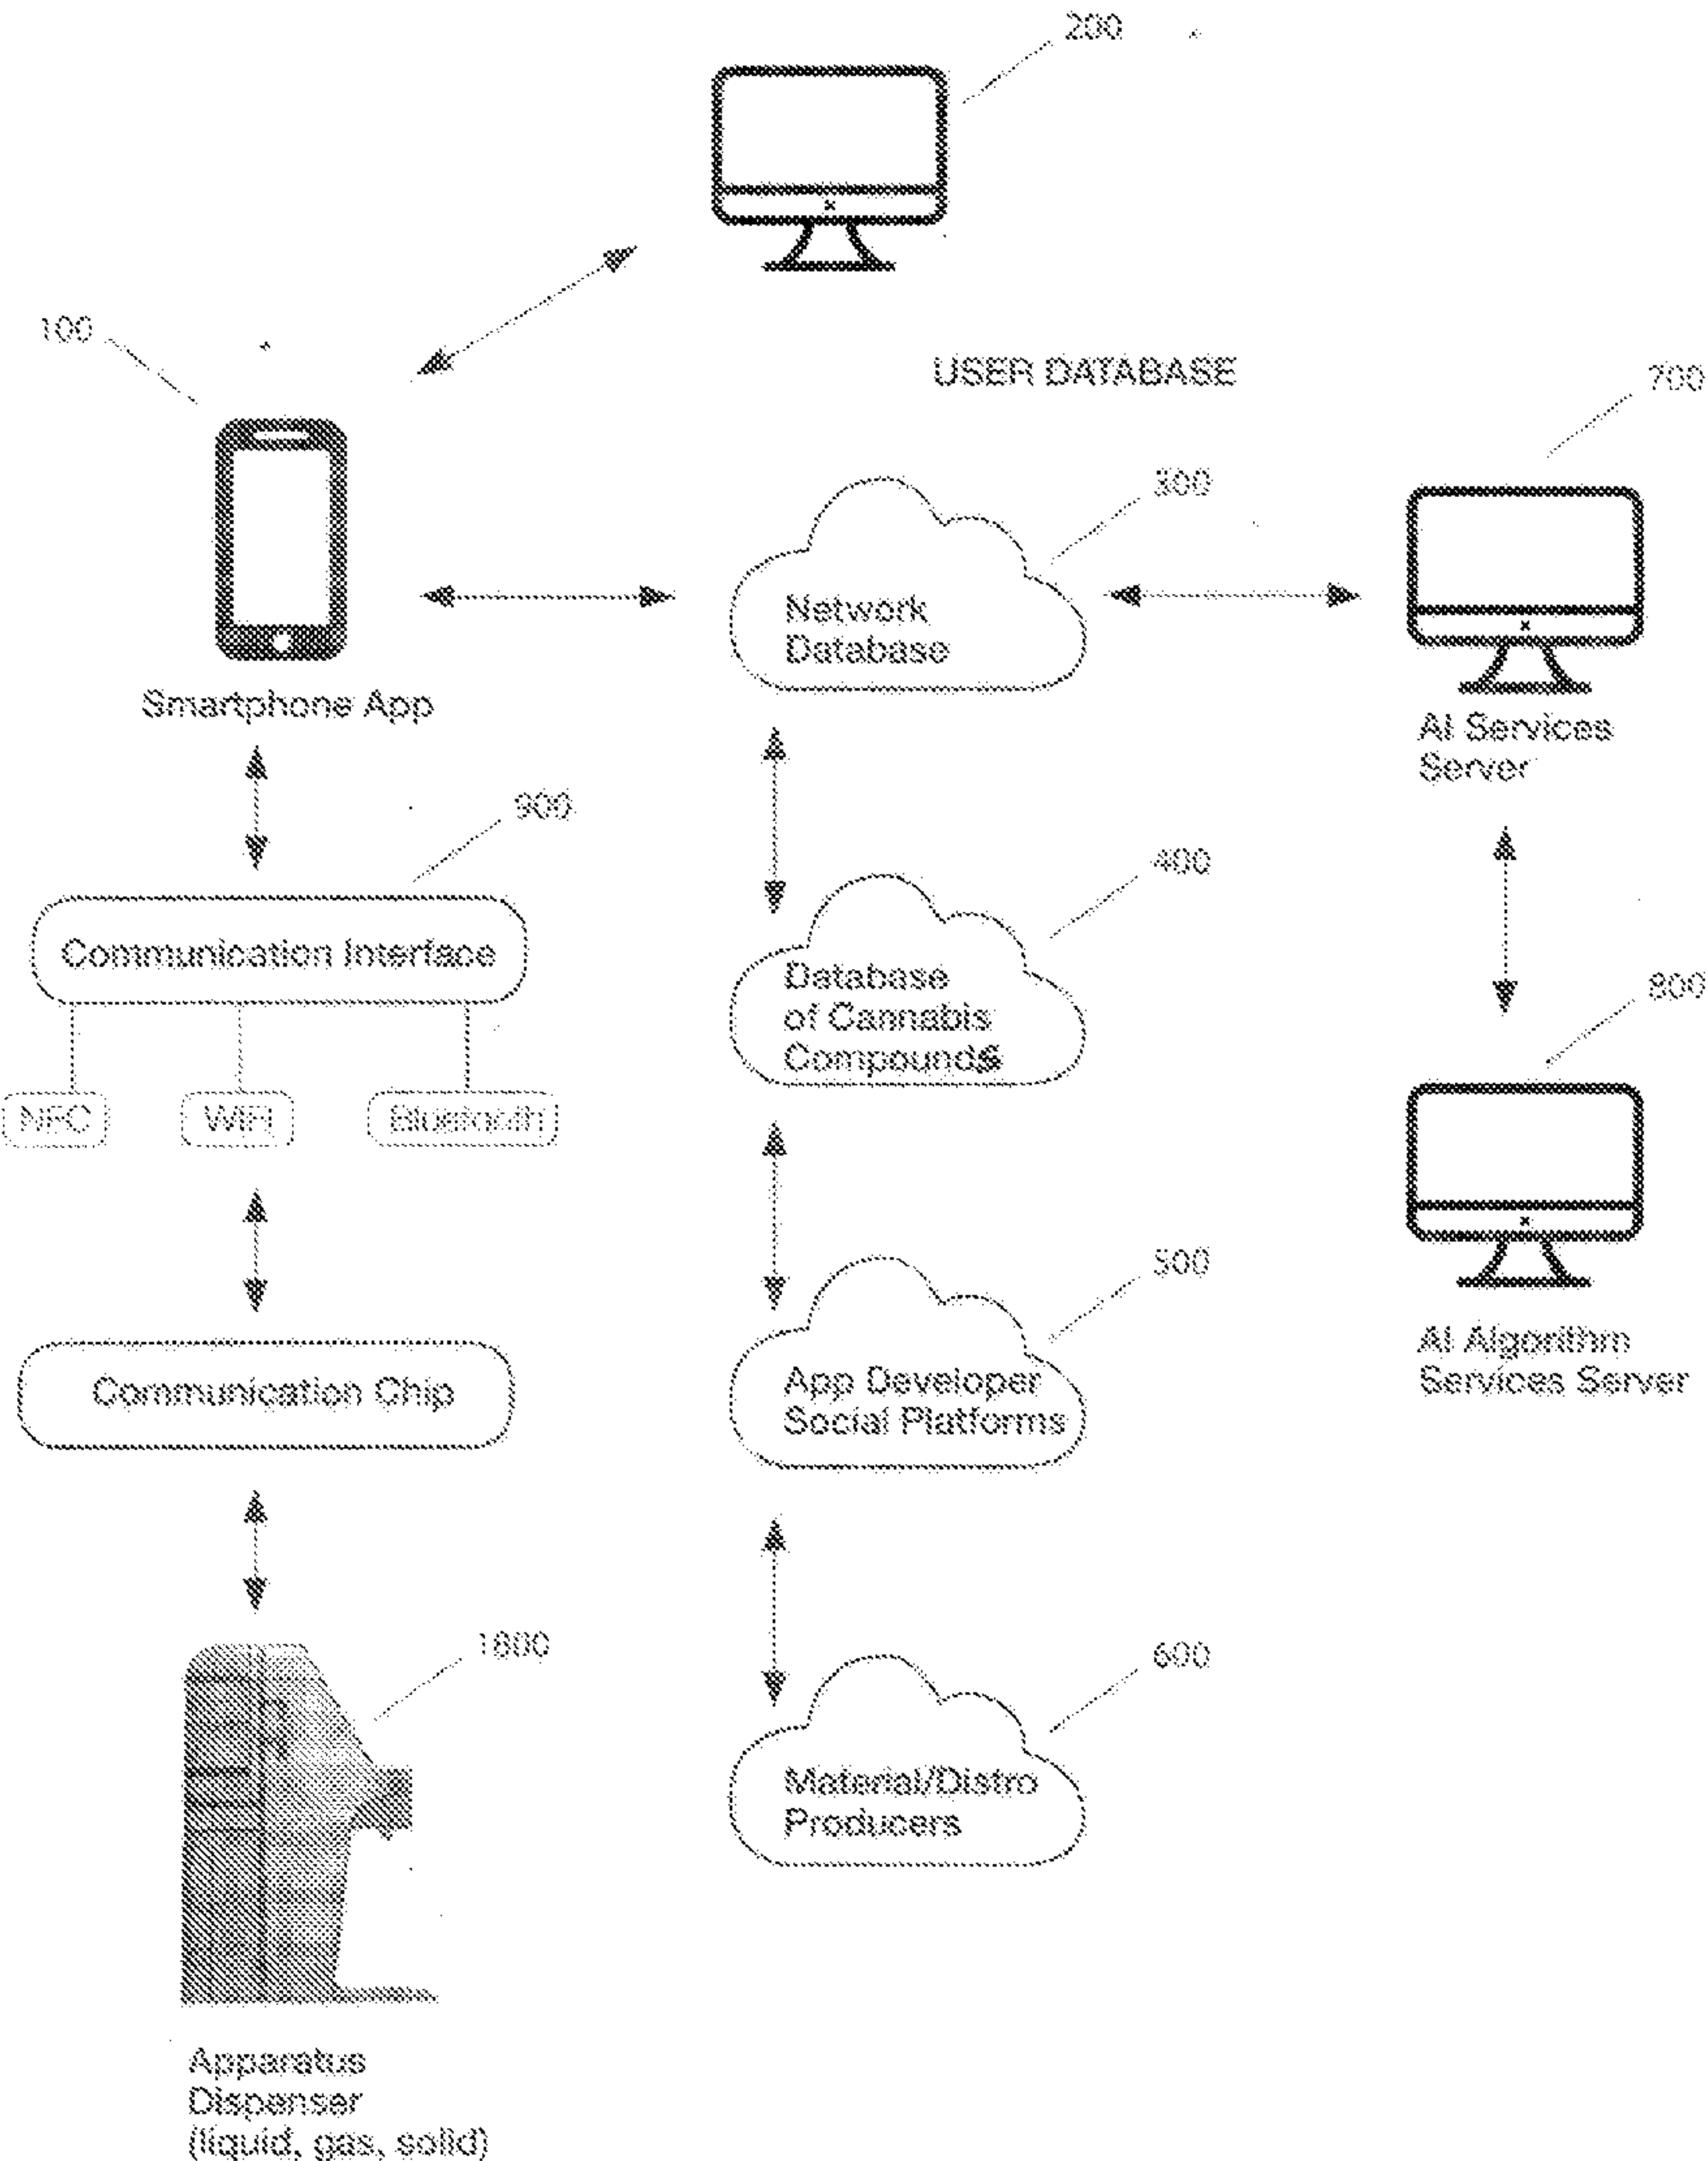 200
100
USER DATABASE
700
300
Network
Database
Smartphone App
AI Services
Server
900
400
Communication Interface
Database
of Cannabis
Compounds
800
NFC
WIFI
Bluetooth
500
Communication Chip
App Developer
Social Platforms
AI Algorithm
Services Server
1800
600
Material/Distro
Producers
Apparatus
Dispenser
(liquid, gas, solid)